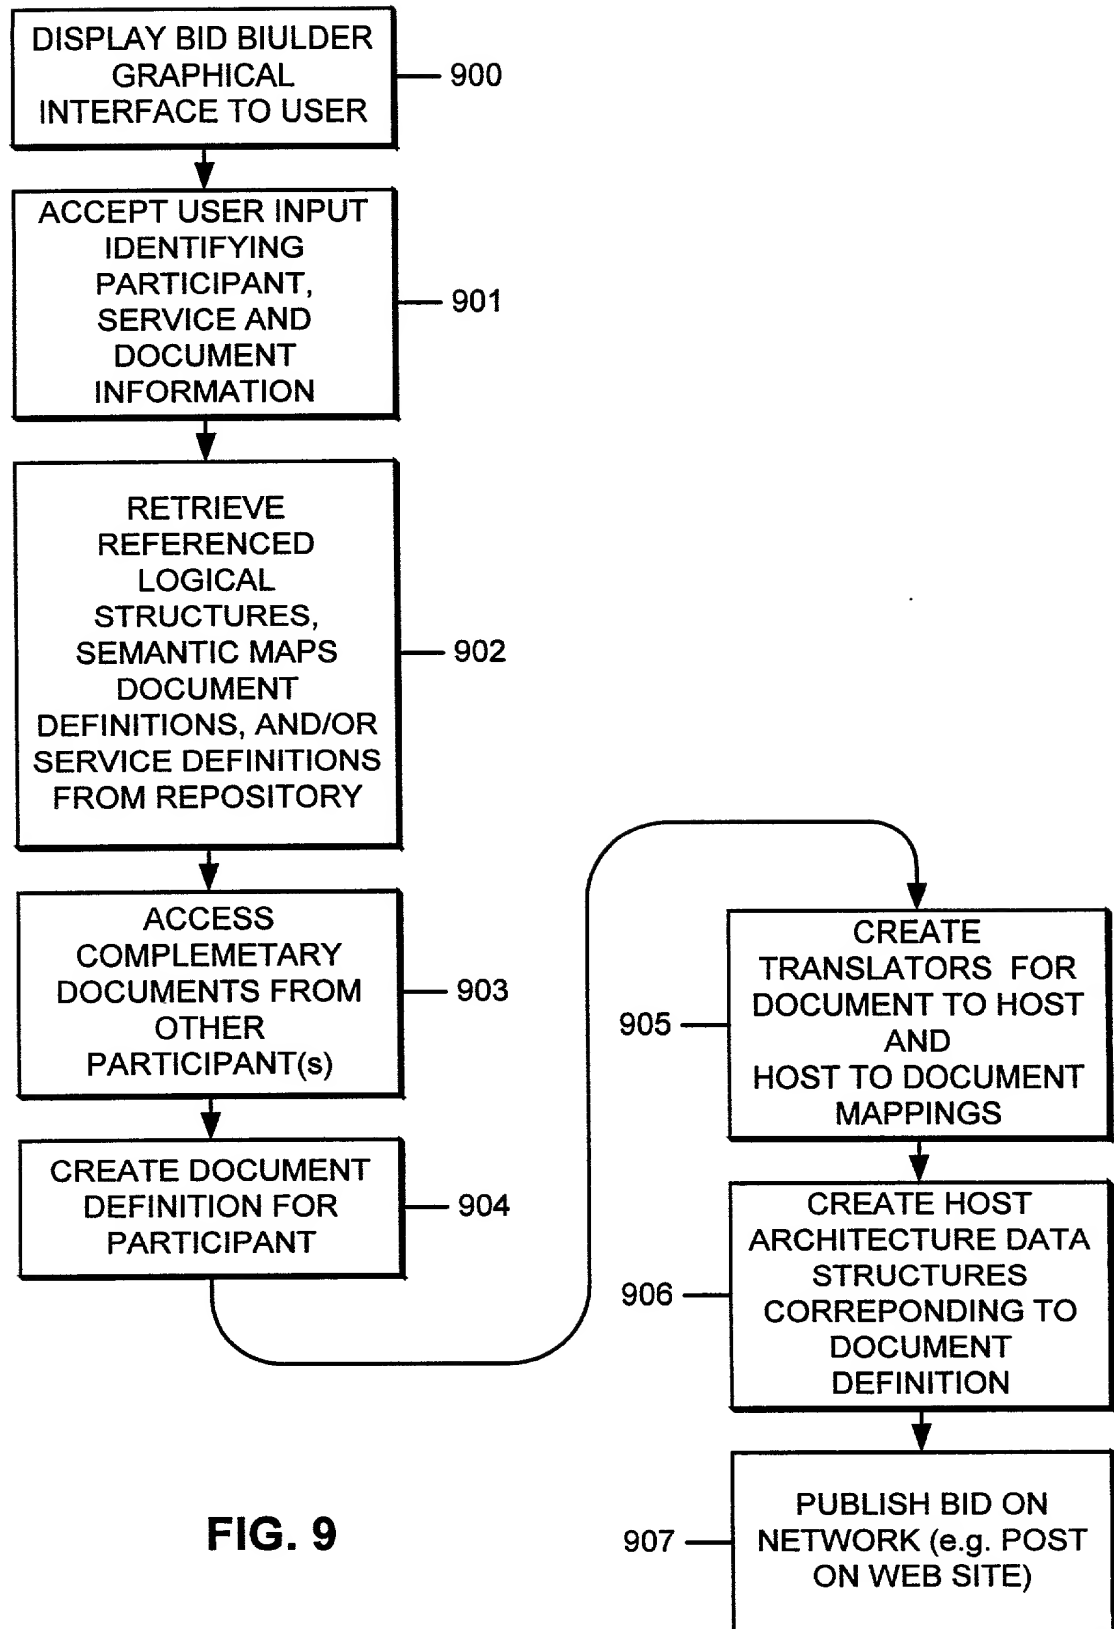 DISPLAY BID BIULDER
GRAPHICAL
INTERFACE TO USER
900
ACCEPT USER INPUT
IDENTIFYING
PARTICIPANT,
SERVICE AND
DOCUMENT
INFORMATION
901
RETRIEVE
REFERENCED
LOGICAL
STRUCTURES,
SEMANTIC MAPS
DOCUMENT
DEFINITIONS, AND/OR
SERVICE DEFINITIONS
FROM REPOSITORY
902
ACCESS
COMPLEMETARY
DOCUMENTS FROM
OTHER
PARTICIPANT(s)
903
CREATE DOCUMENT
DEFINITION FOR
PARTICIPANT
904
CREATE
TRANSLATORS FOR
DOCUMENT TO HOST
AND
HOST TO DOCUMENT
MAPPINGS
905
CREATE HOST
ARCHITECTURE DATA
STRUCTURES
CORREPONDING TO
DOCUMENT
DEFINITION
906
PUBLISH BID ON
NETWORK (e.g. POST
ON WEB SITE)
907
FIG. 9